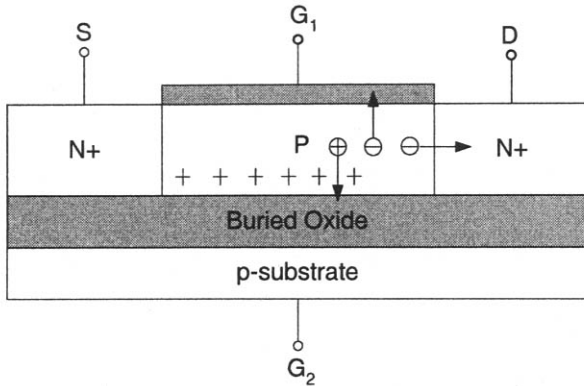 S
G₁
D
N+
P
N+
+ + + + + +
Buried Oxide
p-substrate
G₂